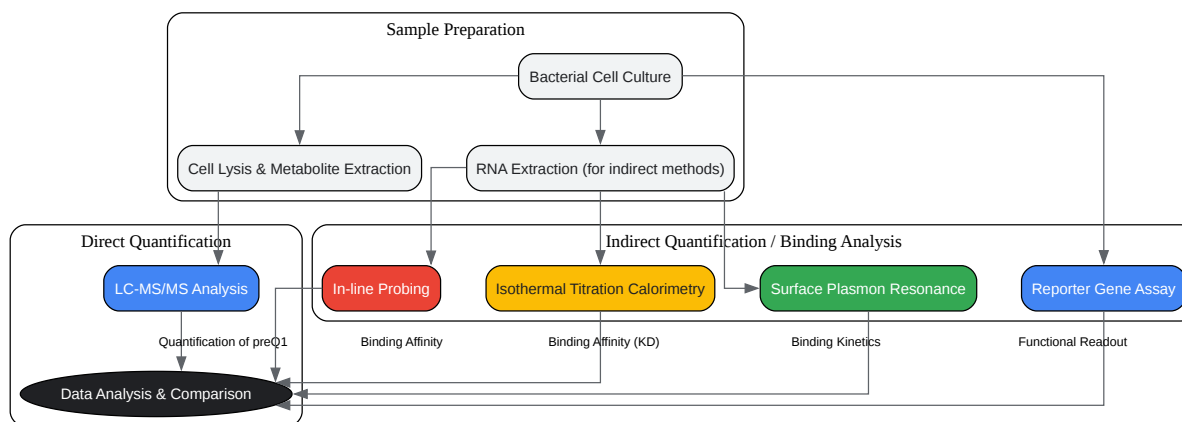 Sample Preparation
Bacterial Cell Culture
Cell Lysis & Metabolite Extraction
RNA Extraction (for indirect methods)
Direct Quantification
Indirect Quantification / Binding Analysis
LC-MS/MS Analysis
In-line Probing
Isothermal Titration Calorimetry
Surface Plasmon Resonance
Reporter Gene Assay
Quantification of preQ1
Binding Affinity
Binding Affinity (KD)
Binding Kinetics
Functional Readout
Data Analysis & Comparison